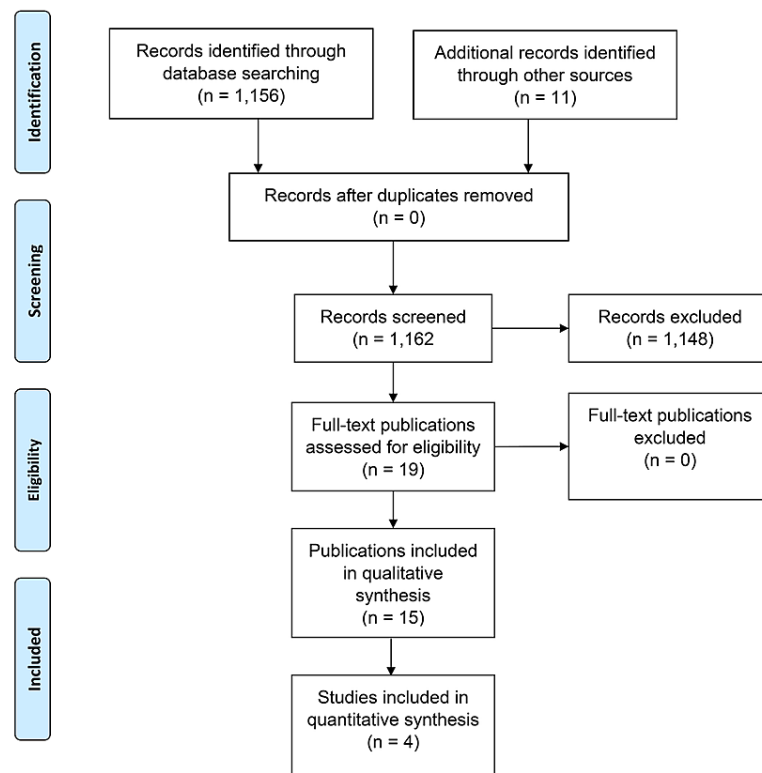 Identification
Records identified through
database searching
(n = 1,156)
Additional records identified
through other sources
(n = 11)
Records after duplicates removed
(n = 0)
Screening
Records screened
(n = 1,162
Records excluded
(n = 1,148)
Eligibility
Full-text publications
assessed for eligibility
(n = 19)
Full-text publications
excluded
(n = 0)
Publications included
in qualitative
synthesis
(n = 15)
Included
Studies included in
quantitative synthesis
(n = 4)